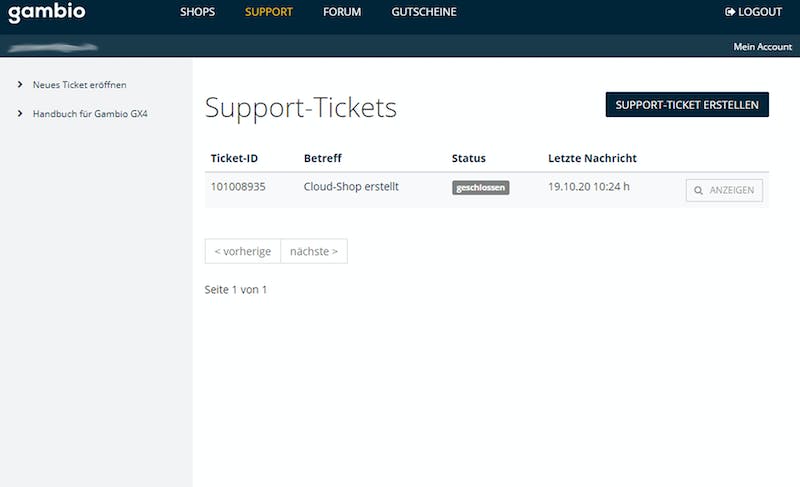 gambio SHOPS SUPPORT FORUM GUTSCHEINE LOGOUT
Mein Account
Neues Ticket eröffnen
Handbuch für Gambio GX4
Support-Tickets
SUPPORT-TICKET ERSTELLEN
Ticket-ID Betreff Status Letzte Nachricht
101008935 Cloud-Shop erstellt geschlossen 19.10.20 10:24 h ANZEIGEN
< vorherige nächste >
Seite 1 von 1